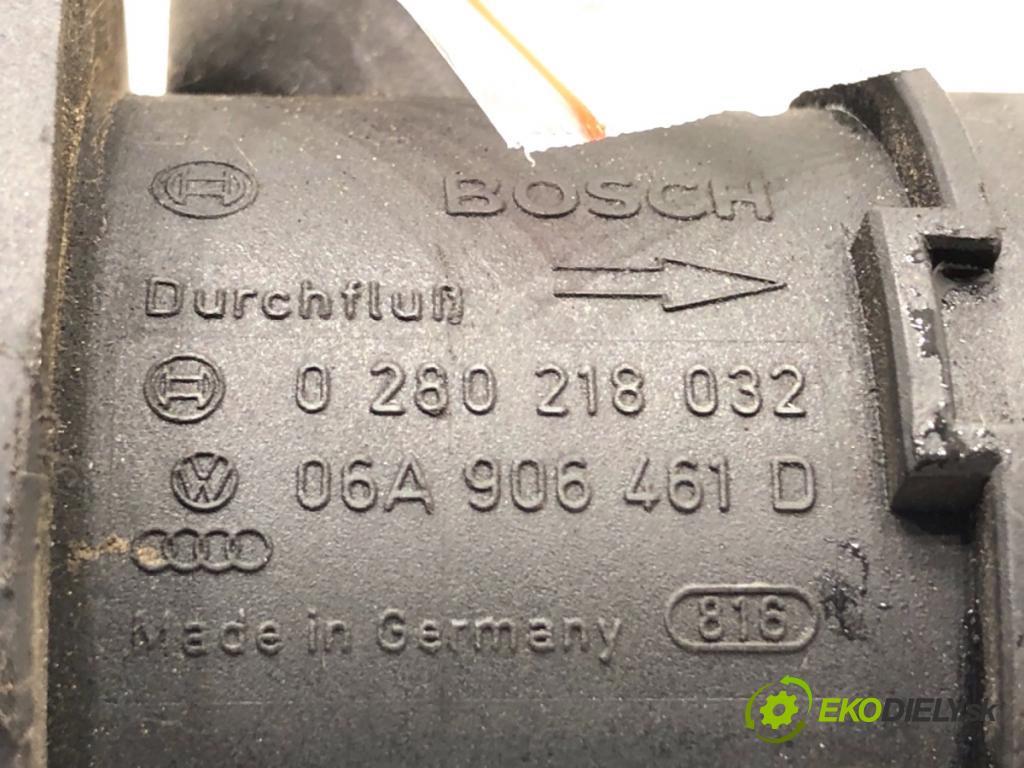 BOSCH
Durchfluß
0 280 218 032
06A 906 461 D
Made in Germany 816
EKODIELY.sk